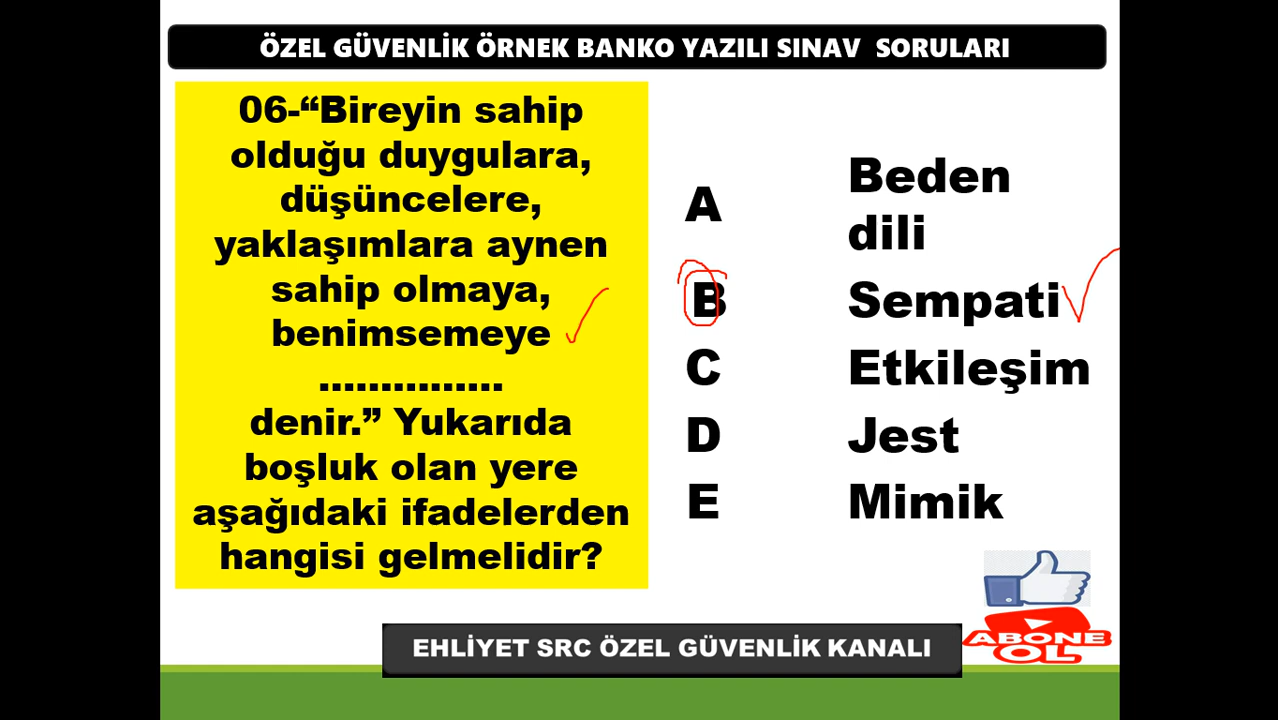 ÖZEL GÜVENLİK ÖRNEK BANKO YAZILI SINAV SORULARI
06-“Bireyin sahip
olduğu duygulara,
düşüncelere,
yaklaşımlara aynen
sahip olmaya,
benimsemeye
...............
denir.” Yukarıda
boşluk olan yere
aşağıdaki ifadelerden
hangisi gelmelidir?
A Beden
dili
B Sempati
C Etkileşim
D Jest
E Mimik
ABONE
OL
EHLİYET SRC ÖZEL GÜVENLİK KANALI